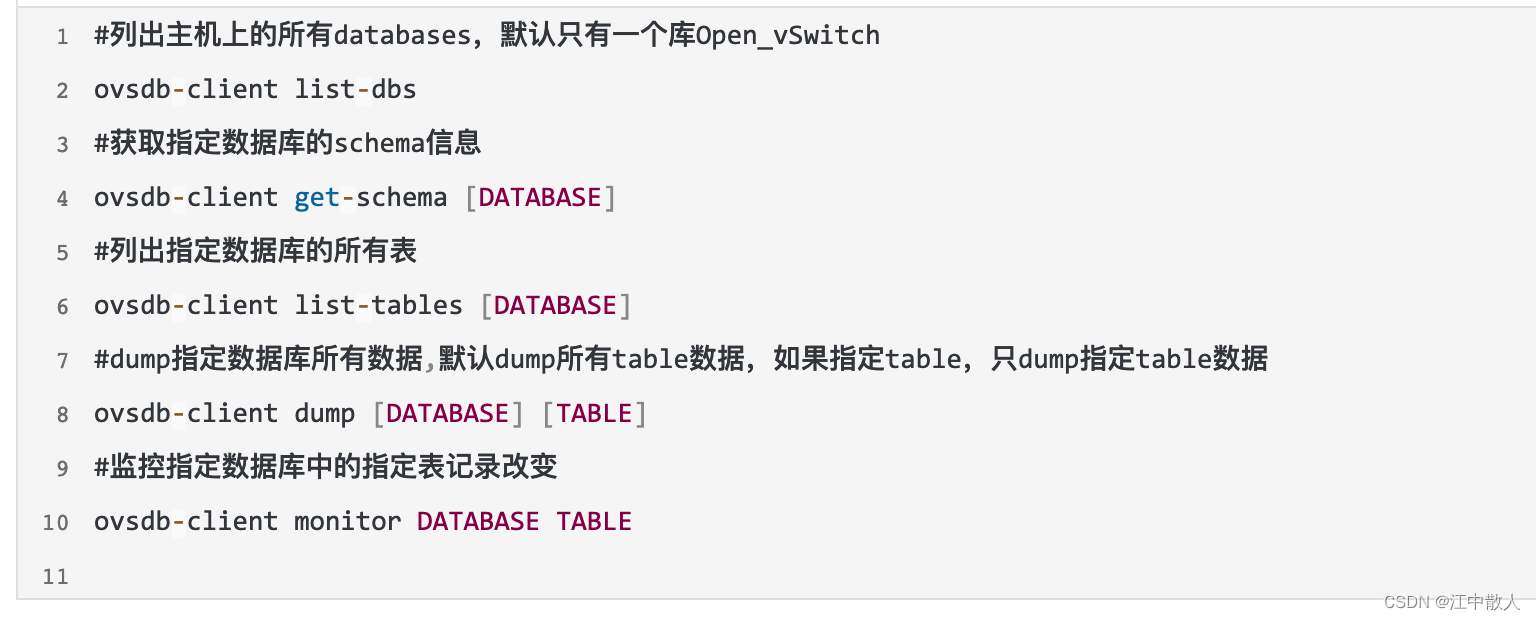 1 #列出主机上的所有databases，默认只有一个库Open_vSwitch
2 ovsdb-client list-dbs
3 #获取指定数据库的schema信息
4 ovsdb-client get-schema [DATABASE]
5 #列出指定数据库的所有表
6 ovsdb-client list-tables [DATABASE]
7 #dump指定数据库所有数据,默认dump所有table数据，如果指定table，只dump指定table数据
8 ovsdb-client dump [DATABASE] [TABLE]
9 #监控指定数据库中的指定表记录改变
10 ovsdb-client monitor DATABASE TABLE
11
CSDN @江中散人